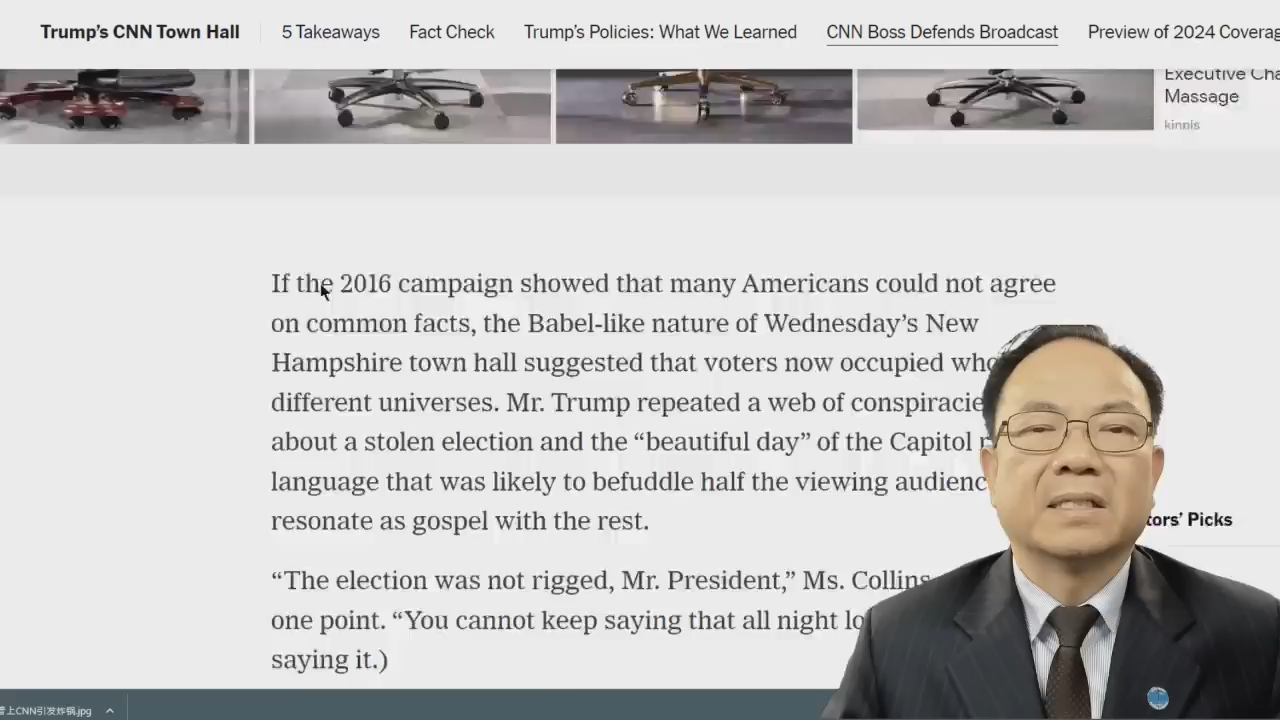 Trump's CNN Town Hall 5 Takeaways Fact Check Trump's Policies: What We Learned CNN Boss Defends Broadcast Preview of 2024 Coverag
Executive Cha
Massage
kinnls
If the 2016 campaign showed that many Americans could not agree
on common facts, the Babel-like nature of Wednesday's New
Hampshire town hall suggested that voters now occupied who
different universes. Mr. Trump repeated a web of conspiracie
about a stolen election and the “beautiful day” of the Capitol r
language that was likely to befuddle half the viewing audienc
resonate as gospel with the rest.
tors' Picks
“The election was not rigged, Mr. President,” Ms. Collins
one point. “You cannot keep saying that all night lo
saying it.)
上CNN引发炸锅.jpg